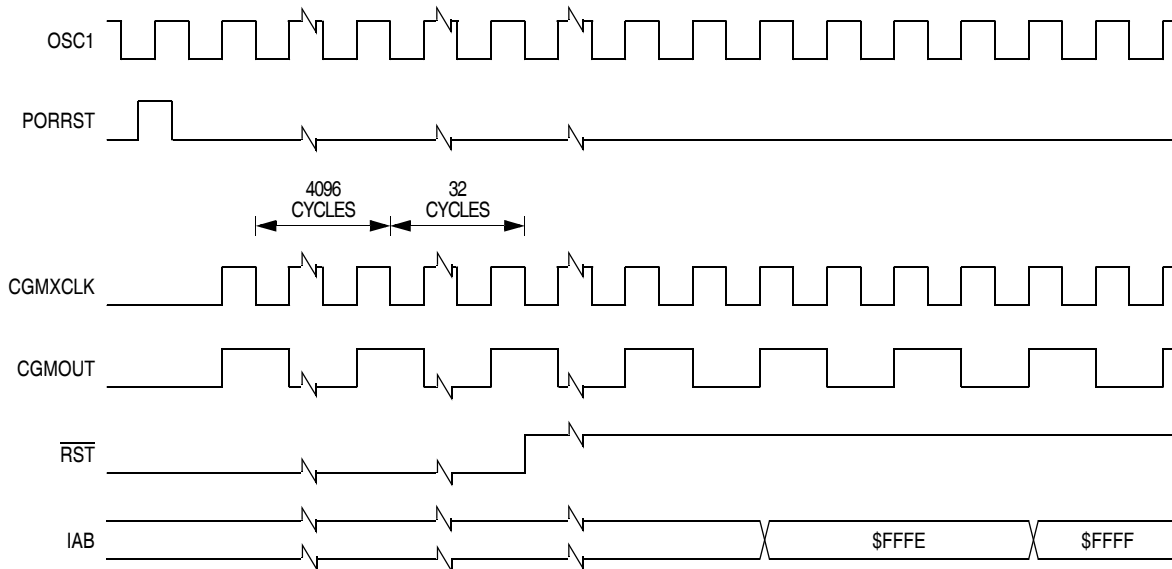 OSC1
PORRST
4096
CYCLES
32
CYCLES
CGMXCLK
CGMOUT
RST
IAB
$FFFE
$FFFF